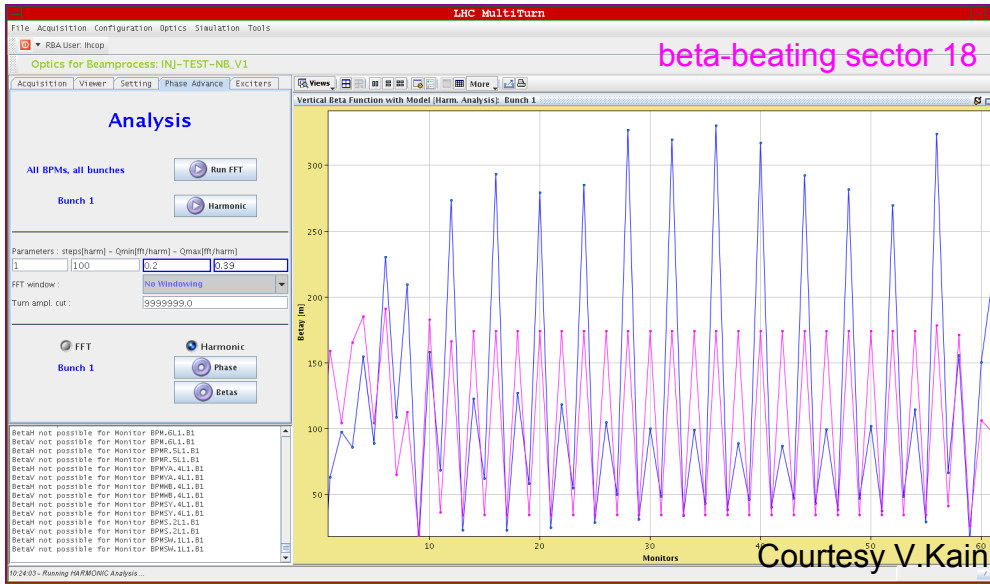 LHC MultiTurn
File Acquisition Configuration Optics Simulation Tools
RBA User: lhcop
Optics for Beamprocess: INJ-TEST-NB_V1
beta-beating sector 18
Acquisition Viewer Setting Phase Advance Exciters
Views More
Vertical Beta Function with Model (Harm. Analysis): Bunch 1
Analysis
All BPMs, all bunches
Run FFT
Bunch 1
Harmonic
Parameters : steps[harm] - Qmin[fft/harm] - Qmax[fft/harm]
1 100 0.2 0.39
FFT window :
No Windowing
Turn ampl. cut :
9999999.0
FFT
Harmonic
Bunch 1
Phase
Betas
BetaH not possible for Monitor BPM.6L1.B1
BetaV not possible for Monitor BPM.6L1.B1
BetaH not possible for Monitor BPMR.5L1.B1
BetaV not possible for Monitor BPMR.5L1.B1
BetaH not possible for Monitor BPMYA.4L1.B1
BetaV not possible for Monitor BPMYA.4L1.B1
BetaH not possible for Monitor BPMWB.4L1.B1
BetaV not possible for Monitor BPMWB.4L1.B1
BetaH not possible for Monitor BPMSY.4L1.B1
BetaV not possible for Monitor BPMSY.4L1.B1
BetaH not possible for Monitor BPMS.2L1.B1
BetaV not possible for Monitor BPMS.2L1.B1
BetaH not possible for Monitor BPMSW.1L1.B1
BetaV not possible for Monitor BPMSW.1L1.B1
10:24:03 - Running HARMONIC Analysis ...
Betay [m]
300
250
200
150
100
50
10 20 30 40 50 60
Monitors
Courtesy V.Kain